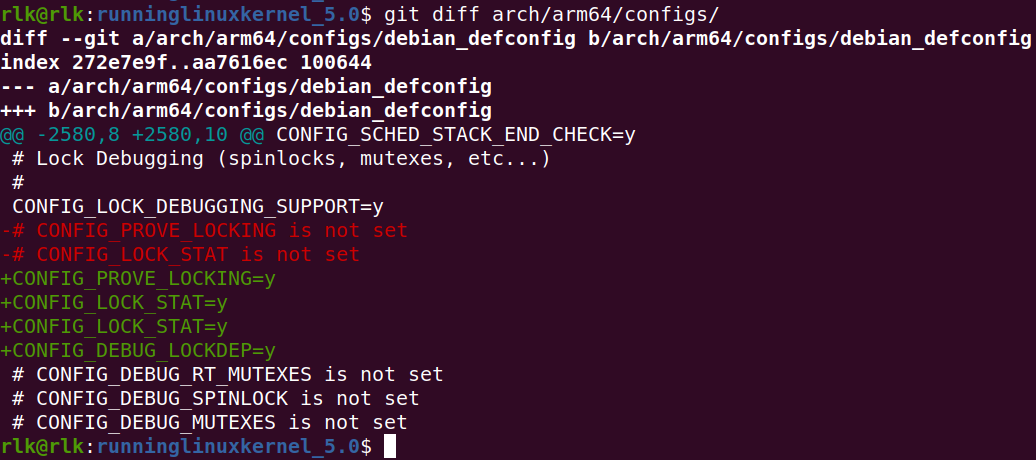 rlk@rlk:runninglinuxkernel_5.0$ git diff arch/arm64/configs/
diff --git a/arch/arm64/configs/debian_defconfig b/arch/arm64/configs/debian_defconfig
index 272e7e9f..aa7616ec 100644
--- a/arch/arm64/configs/debian_defconfig
+++ b/arch/arm64/configs/debian_defconfig
@@ -2580,8 +2580,10 @@ CONFIG_SCHED_STACK_END_CHECK=y
 # Lock Debugging (spinlocks, mutexes, etc...)
 #
 CONFIG_LOCK_DEBUGGING_SUPPORT=y
-# CONFIG_PROVE_LOCKING is not set
-# CONFIG_LOCK_STAT is not set
+CONFIG_PROVE_LOCKING=y
+CONFIG_LOCK_STAT=y
+CONFIG_LOCK_STAT=y
+CONFIG_DEBUG_LOCKDEP=y
 # CONFIG_DEBUG_RT_MUTEXES is not set
 # CONFIG_DEBUG_SPINLOCK is not set
 # CONFIG_DEBUG_MUTEXES is not set
rlk@rlk:runninglinuxkernel_5.0$